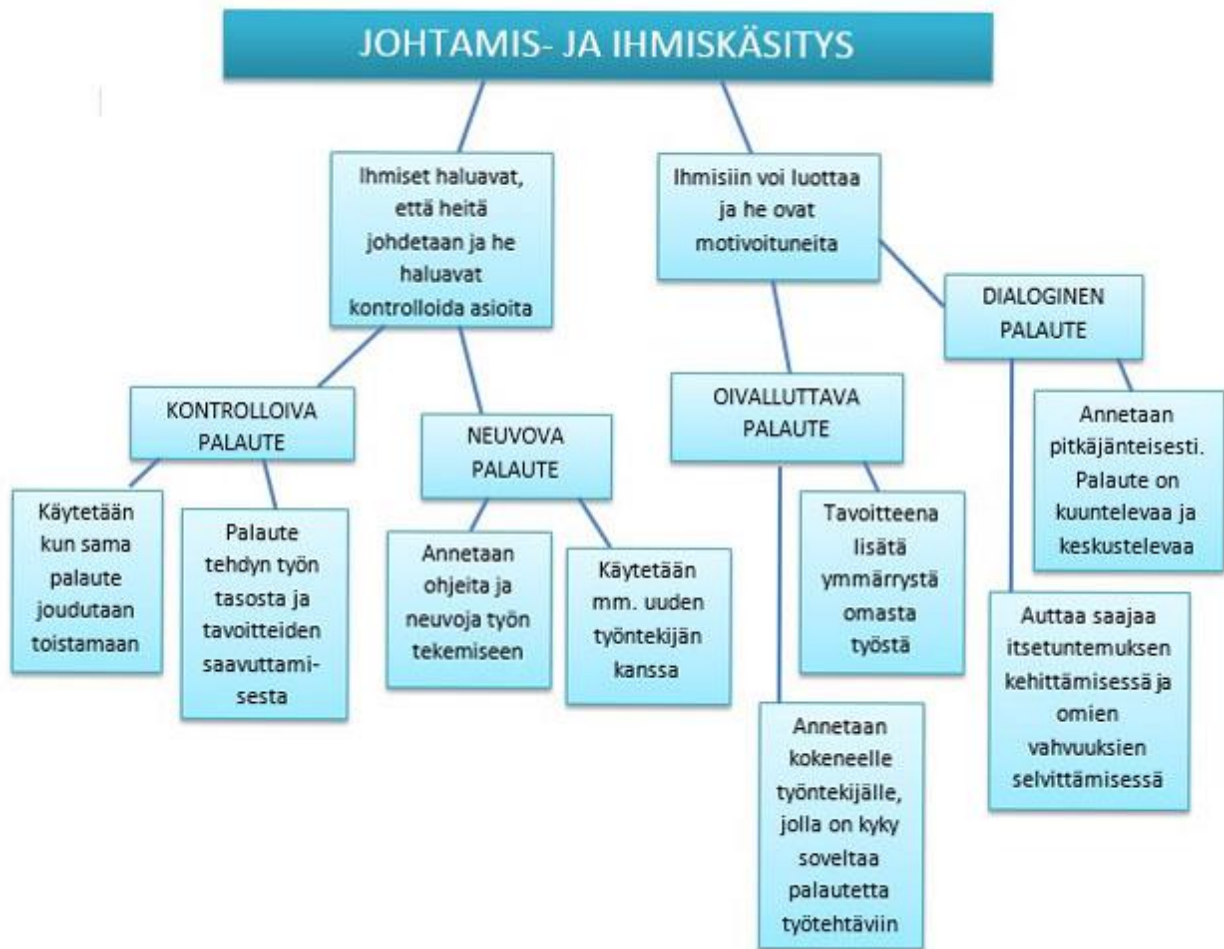 JOHTAMIS- JA IHMISKÄSITYS
Ihmiset haluavat,
että heitä
johdetaan ja he
haluavat
kontrolloida asioita
Ihmisiin voi luottaa
ja he ovat
motivoituneita
DIALOGINEN
PALAUTE
KONTROLLOIVA
PALAUTE
NEUVOVA
PALAUTE
OIVALLUTTAVA
PALAUTE
Annetaan
pitkäjänteisesti.
Palaute on
kuuntelevaa ja
keskustelevaa
Käytetään
kun sama
palaute
joudutaan
toistamaan
Palaute
tehdyn työn
tasosta ja
tavoitteiden
saavuttami-
sesta
Annetaan
ohjeita ja
neuvoja työn
tekemiseen
Käytetään
mm. uuden
työntekijän
kanssa
Tavoitteena
lisätä
ymmärrystä
omasta
työstä
Auttaa saajaa
itsetuntemuksen
kehittämisessä ja
omien
vahvuuksien
selvittämisessä
Annetaan
kokeneelle
työntekijälle,
jolla on kyky
soveltaa
palautetta
työtehtäviin